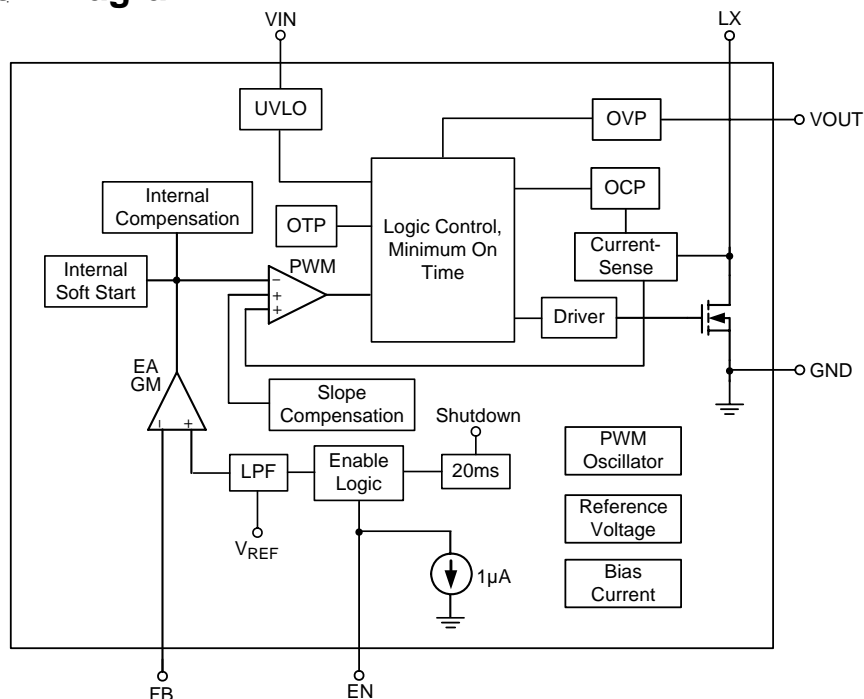 VIN
LX
UVLO
OVP
VOUT
Internal
Compensation
OTP
Logic Control,
Minimum On
Time
OCP
Current-
Sense
Internal
Soft Start
PWM
−
+
+
Driver
EA
GM
− +
GND
Slope
Compensation
Shutdown
LPF
Enable
Logic
20ms
PWM
Oscillator
VREF
Reference
Voltage
1µA
Bias
Current
FB
EN